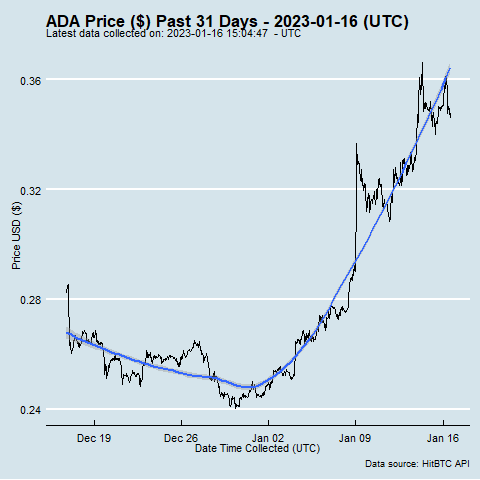 ADA Price ($) Past 31 Days - 2023-01-16 (UTC)
Latest data collected on: 2023-01-16 15:04:47 - UTC
Price USD ($)
0.36
0.32
0.28
0.24
Dec 19 Dec 26 Jan 02 Jan 09 Jan 16
Date Time Collected (UTC)
Data source: HitBTC API